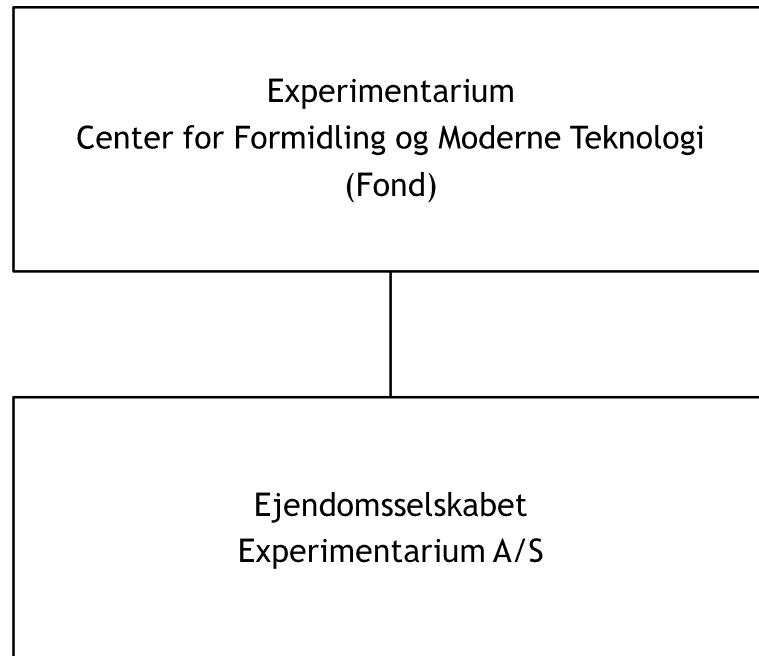 Experimentarium
Center for Formidling og Moderne Teknologi
(Fond)
Ejendomsselskabet
Experimentarium A/S